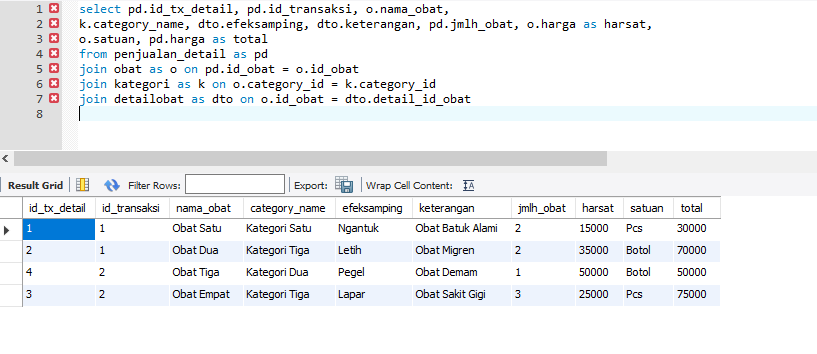 1 select pd.id_tx_detail, pd.id_transaksi, o.nama_obat,
2 k.category_name, dto.efeksamping, dto.keterangan, pd.jmlh_obat, o.harga as harsat,
3 o.satuan, pd.harga as total
4 from penjualan_detail as pd
5 join obat as o on pd.id_obat = o.id_obat
6 join kategori as k on o.category_id = k.category_id
7 join detailobat as dto on o.id_obat = dto.detail_id_obat
8
Result Grid Filter Rows: Export: Wrap Cell Content: IA
id_tx_detail id_transaksi nama_obat category_name efeksamping keterangan jmlh_obat harsat satuan total
1 1 Obat Satu Kategori Satu Ngantuk Obat Batuk Alami 2 15000 Pcs 30000
2 1 Obat Dua Kategori Tiga Letih Obat Migren 2 35000 Botol 70000
4 2 Obat Tiga Kategori Dua Pegel Obat Demam 1 50000 Botol 50000
3 2 Obat Empat Kategori Tiga Lapar Obat Sakit Gigi 3 25000 Pcs 75000